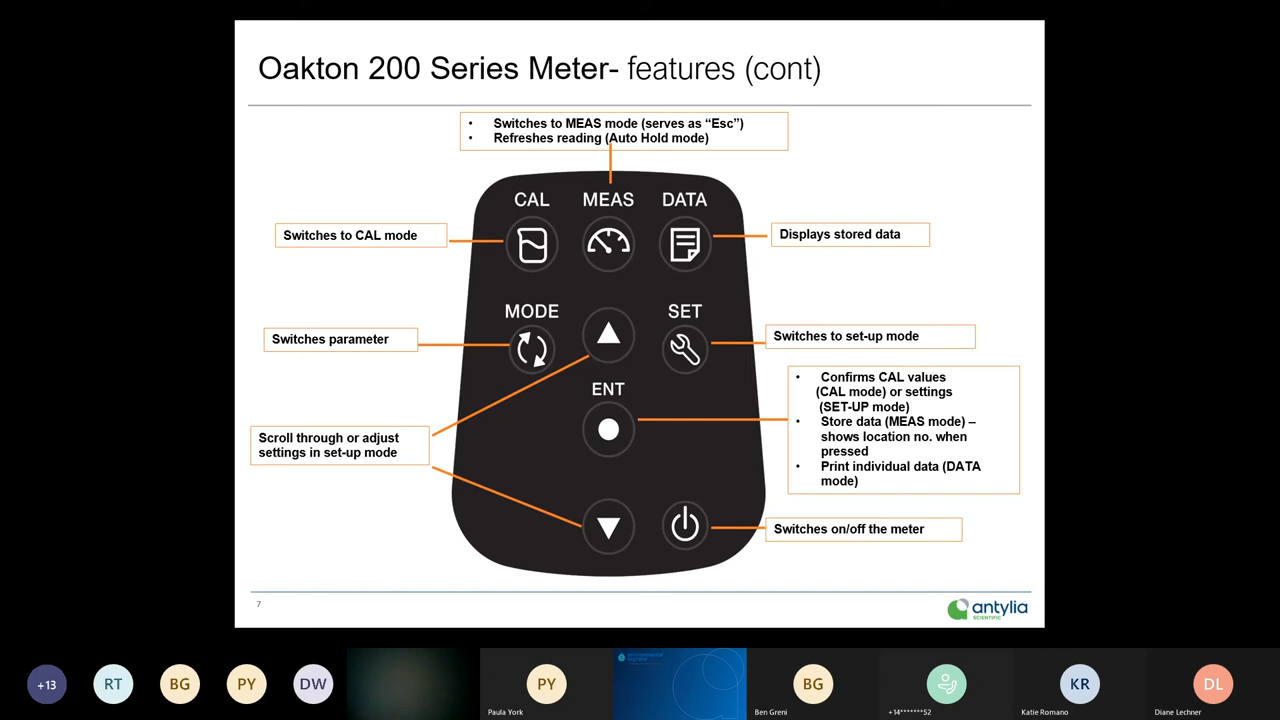 Oakton 200 Series Meter- features (cont)
• Switches to MEAS mode (serves as “Esc”)
• Refreshes reading (Auto Hold mode)
CAL MEAS DATA
Switches to CAL mode
Displays stored data
MODE
SET
Switches parameter
Switches to set-up mode
ENT
• Confirms CAL values
(CAL mode) or settings
(SET-UP mode)
• Store data (MEAS mode) –
shows location no. when
pressed
• Print individual data (DATA
mode)
Scroll through or adjust
settings in set-up mode
Switches on/off the meter
7
antylia
SCIENTIFIC
+13
RT
BG
PY
DW
PY
Paula York
environmental
express
BG
Ben Greni
+14*******52
KR
Katie Romano
DL
Diane Lechner